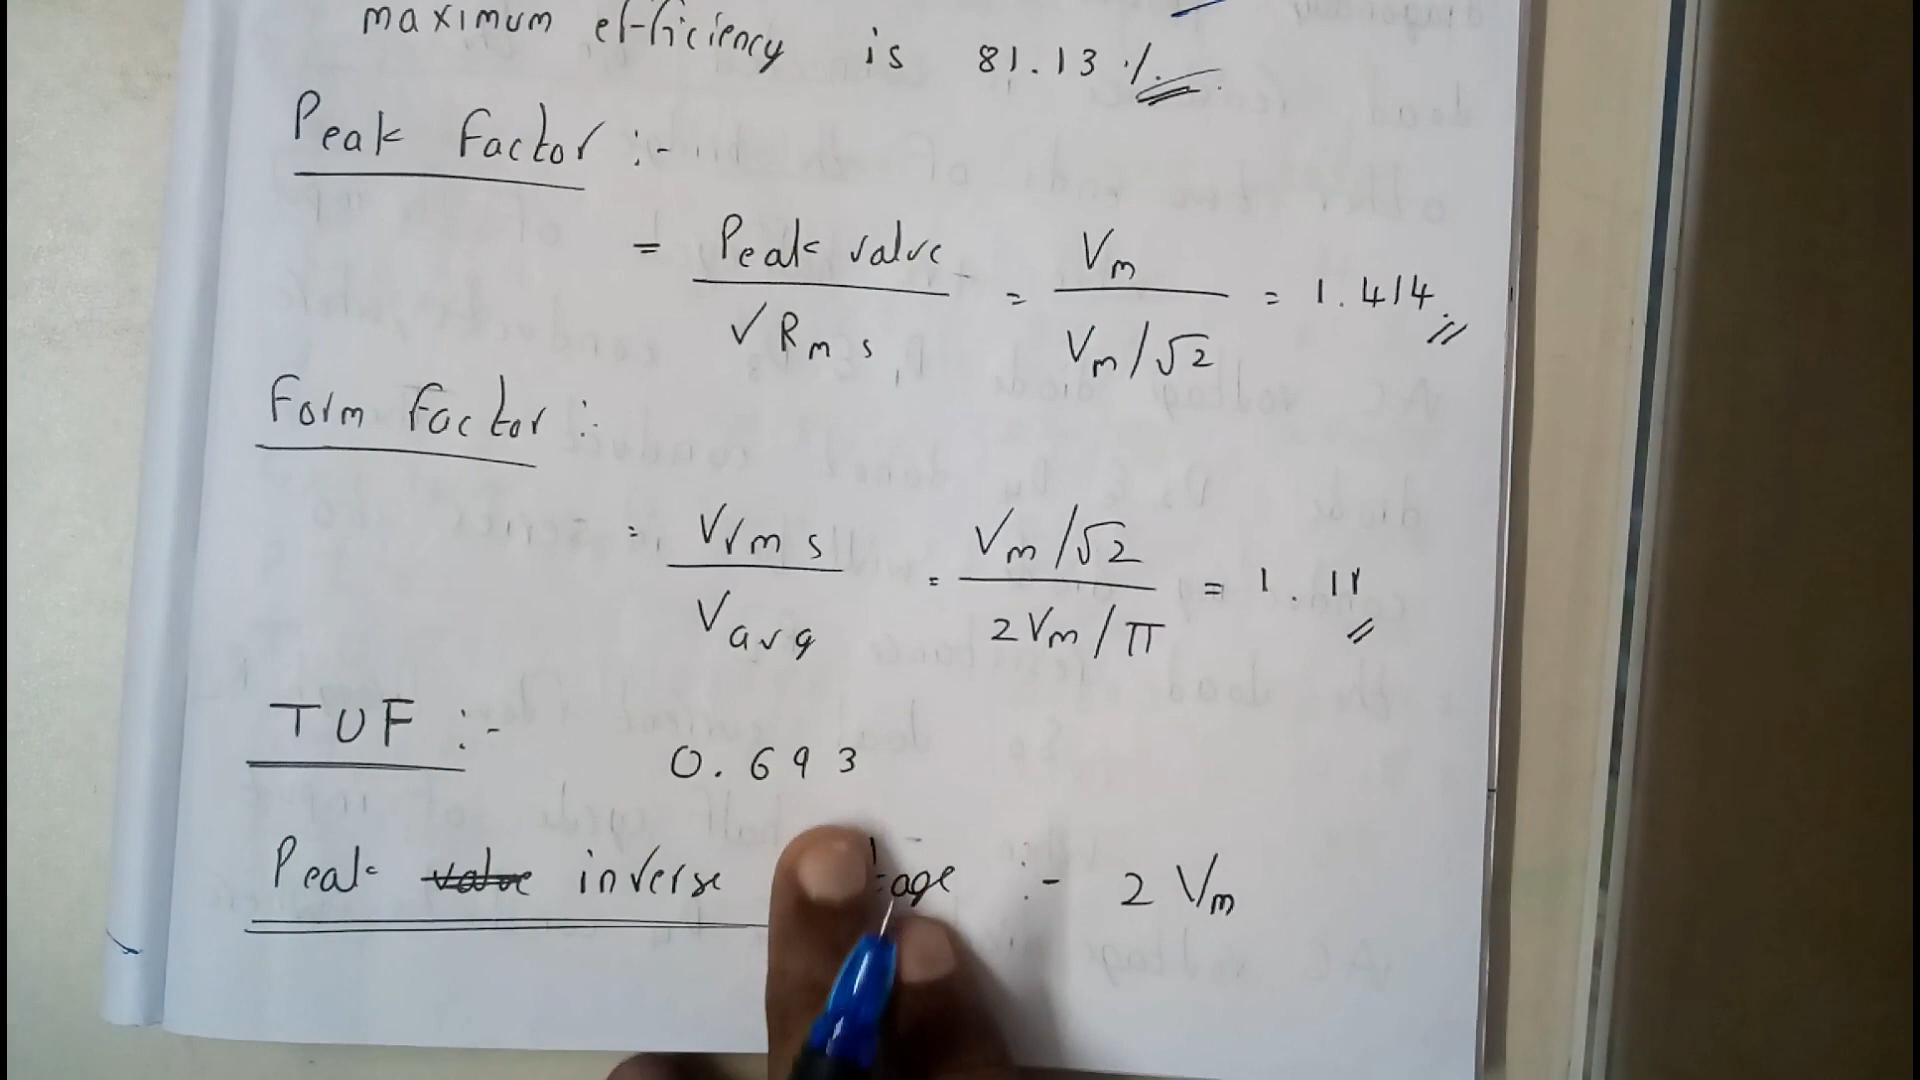 maximum efficiency is 81.13 %
Peak Factor :-
= Peak value / VRms = Vm / Vm/√2 = 1.414
Form Factor :-
= Vrms / Vavg = Vm/√2 / 2Vm/π = 1.11
TUF :- 0.693
Peak value inverse :- 2 Vm